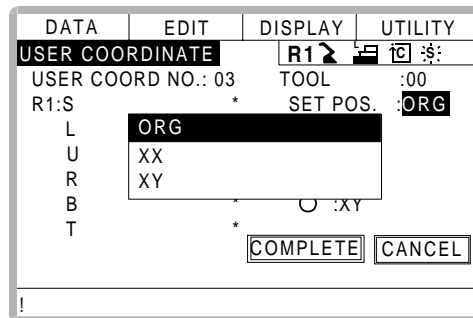 DATA EDIT DISPLAY UTILITY
USER COORDINATE R1 C S
USER COORD NO.: 03 TOOL :00
R1:S * SET POS. :ORG
L ORG
U XX
R XY
B * :XY
T *
COMPLETE CANCEL
!